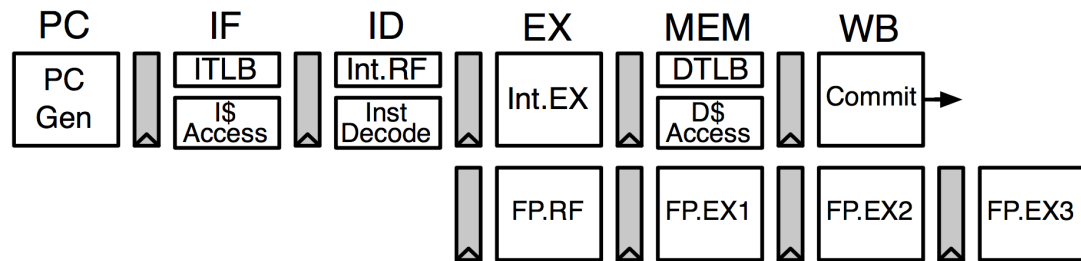 PC IF ID EX MEM WB
PC
Gen
ITLB
I$
Access
Int.RF
Inst
Decode
Int.EX
DTLB
D$
Access
Commit
FP.RF FP.EX1 FP.EX2 FP.EX3